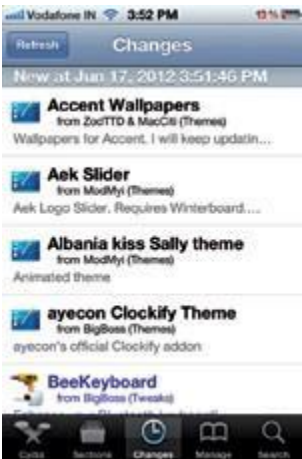 Vodafone IN 3:52 PM 13%
Refresh Changes
New at Jun 17, 2012 3:51:46 PM
Accent Wallpapers
from ZodTTD & MacCiti (Themes)
Wallpapers for Accent. I will keep updatin...
Aek Slider
from ModMyi (Themes)
Aek Logo Slider. Requires Winterboard....
Albania kiss Sally theme
from ModMyi (Themes)
Animated theme
ayecon Clockify Theme
from BigBoss (Themes)
ayecon's official Clockify addon
BeeKeyboard
from BigBoss (Tweaks)
Cydia Sections Changes Manage Search